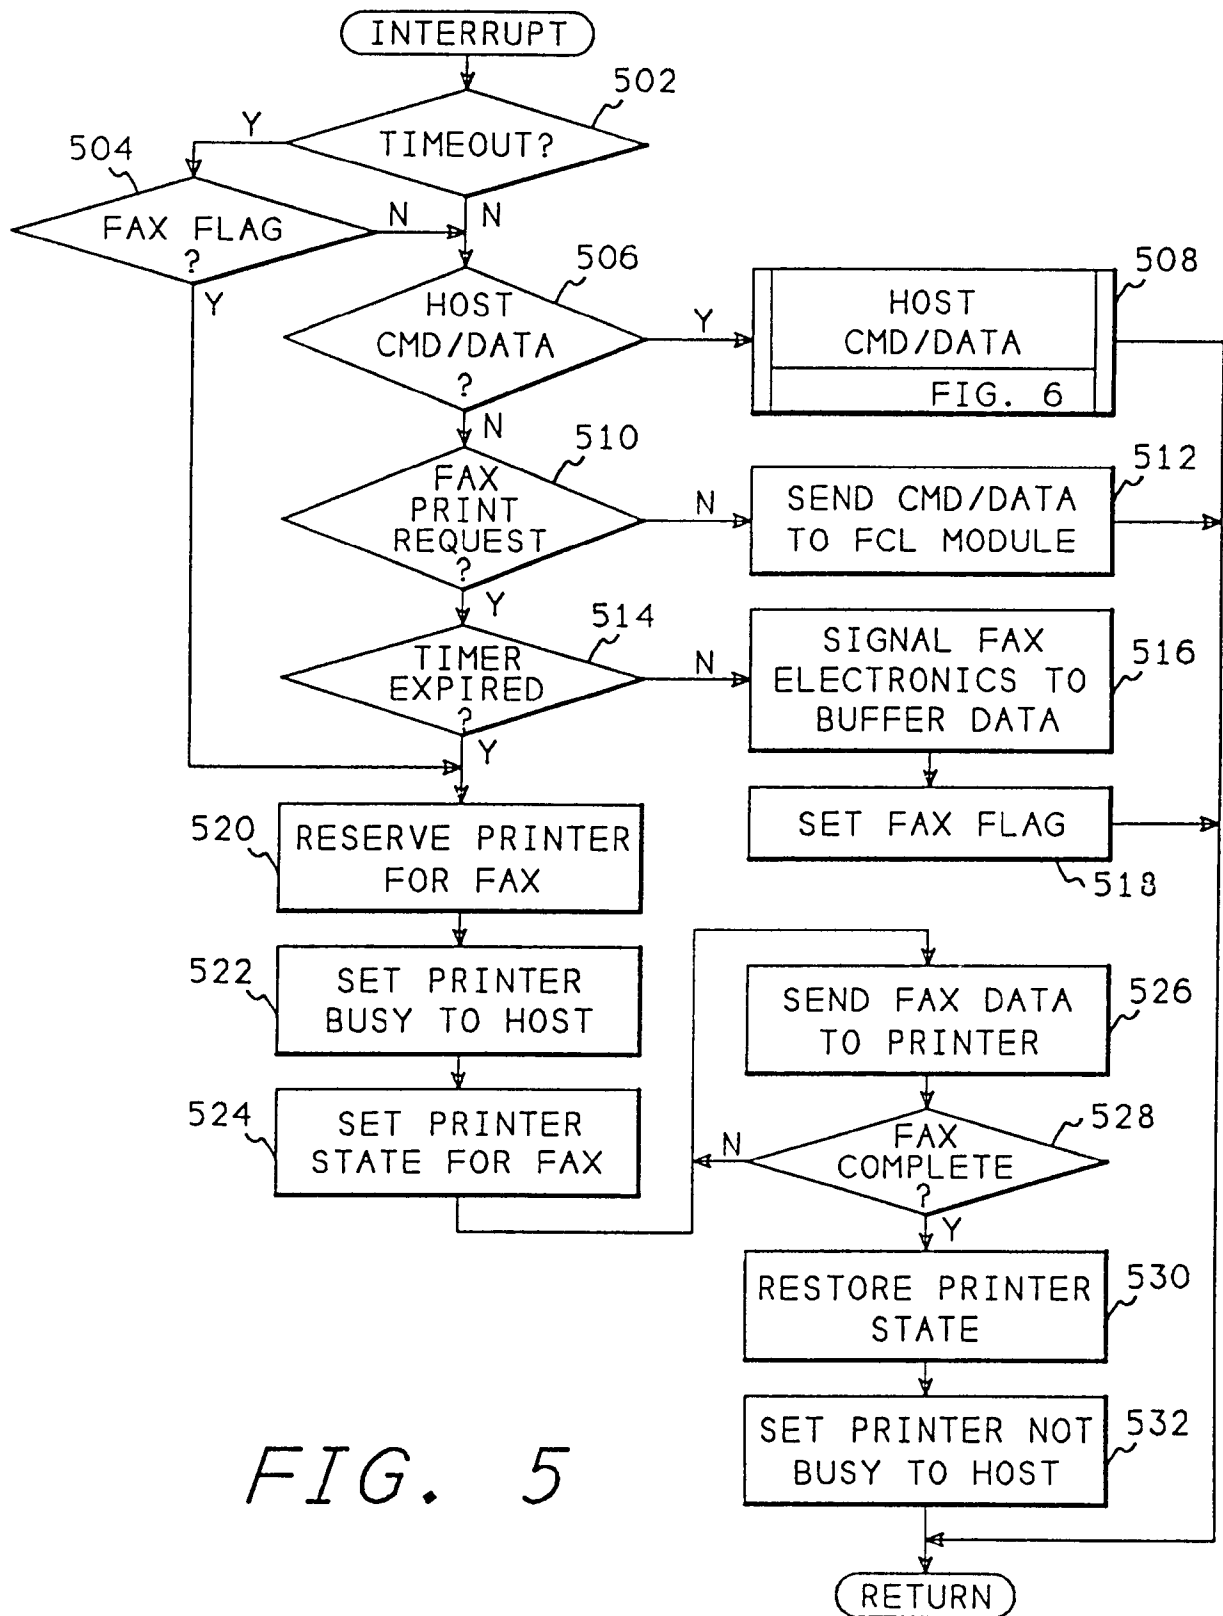 INTERRUPT
502
TIMEOUT?
Y
N
504
FAX FLAG
?
N
Y
506
HOST
CMD/DATA
?
Y
N
508
HOST
CMD/DATA
FIG. 6
510
FAX
PRINT
REQUEST
?
N
Y
512
SEND CMD/DATA
TO FCL MODULE
514
TIMER
EXPIRED
?
N
Y
516
SIGNAL FAX
ELECTRONICS TO
BUFFER DATA
SET FAX FLAG
518
520
RESERVE PRINTER
FOR FAX
522
SET PRINTER
BUSY TO HOST
524
SET PRINTER
STATE FOR FAX
526
SEND FAX DATA
TO PRINTER
528
FAX
COMPLETE
?
N
Y
530
RESTORE PRINTER
STATE
532
SET PRINTER NOT
BUSY TO HOST
RETURN
FIG. 5